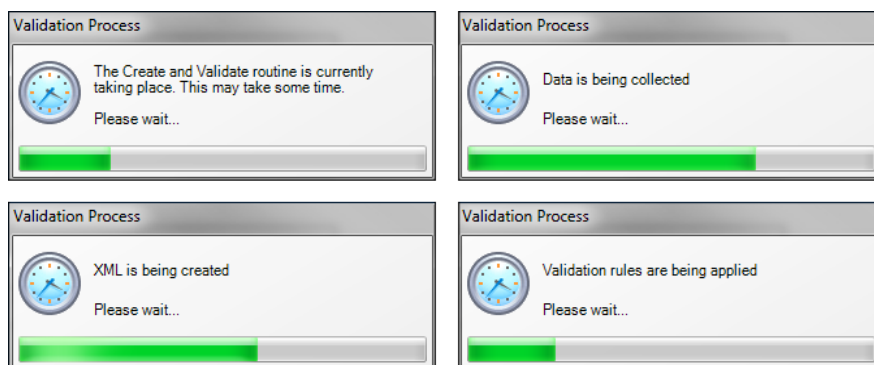 Validation Process
The Create and Validate routine is currently
taking place. This may take some time.
Please wait...
Validation Process
Data is being collected
Please wait...
Validation Process
XML is being created
Please wait...
Validation Process
Validation rules are being applied
Please wait...